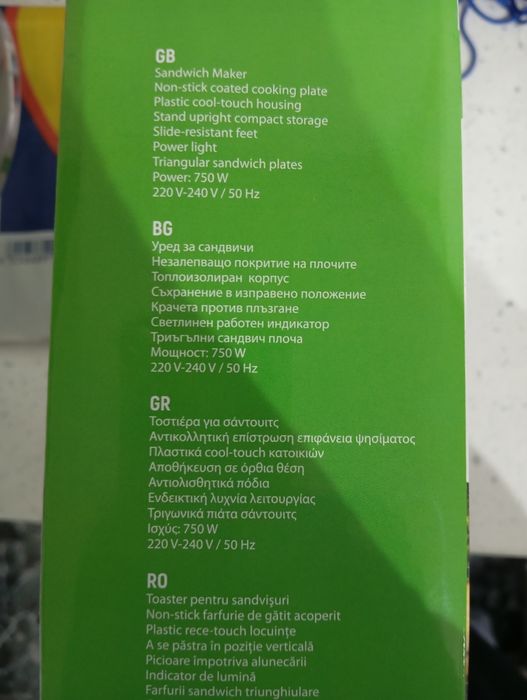 GB
Sandwich Maker
Non-stick coated cooking plate
Plastic cool-touch housing
Stand upright compact storage
Slide-resistant feet
Power light
Triangular sandwich plates
Power: 750 W
220 V-240 V / 50 Hz
BG
Уред за сандвичи
Незалепващо покритие на плочите
Топлоизолиран корпус
Съхранение в изправено положение
Крачета против плъзгане
Светлинен работен индикатор
Триъгълни сандвич плоча
Мощност: 750 W
220 V-240 V / 50 Hz
GR
Τοστιέρα για σάντουιτς
Αντικολλητική επίστρωση επιφάνεια ψησίματος
Πλαστικά cool-touch κατοικιών
Αποθήκευση σε όρθια θέση
Αντιολισθητικά πόδια
Ενδεικτική λυχνία λειτουργίας
Τριγωνικά πιάτα σάντουιτς
Ισχύς: 750 W
220 V-240 V / 50 Hz
RO
Toaster pentru sandvișuri
Non-stick farfurie de gătit acoperit
Plastic rece-touch locuințe
A se păstra în poziție verticală
Picioare împotriva alunecării
Indicator de lumină
Farfurii sandwich triunghiulare